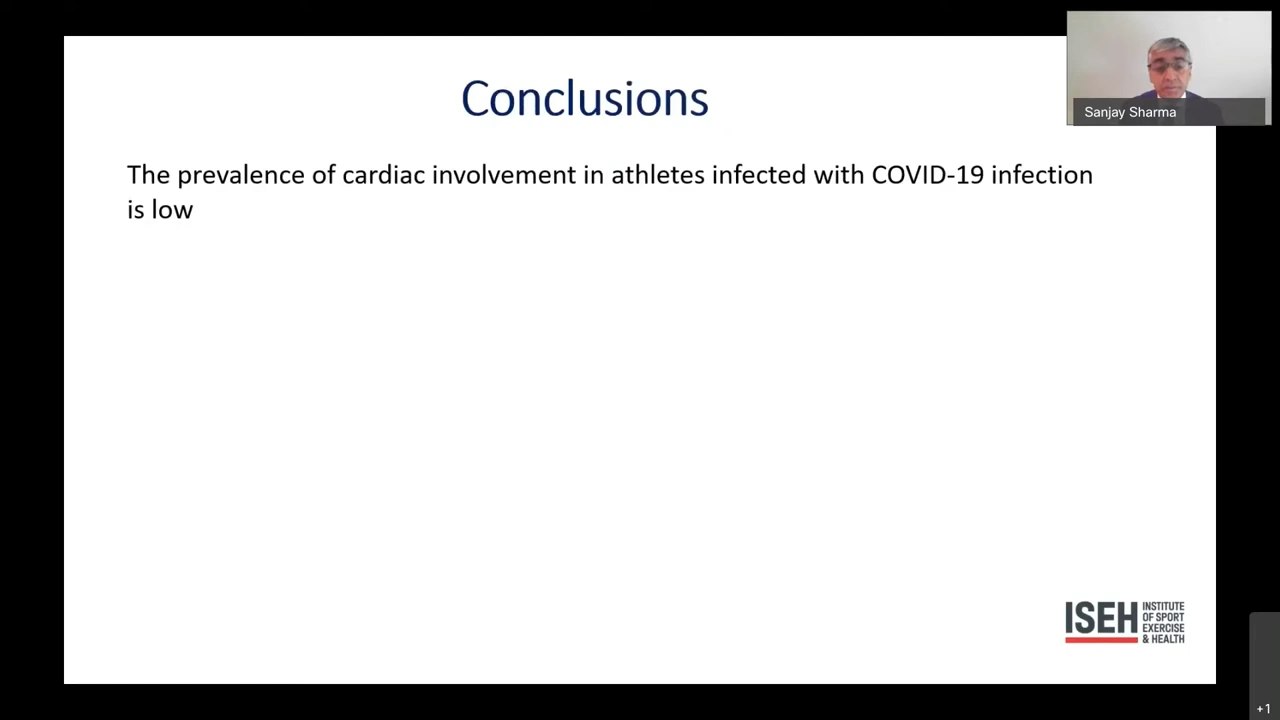 Conclusions
Sanjay Sharma
The prevalence of cardiac involvement in athletes infected with COVID-19 infection
is low
ISEH
INSTITUTE
OF SPORT
EXERCISE
& HEALTH
+1